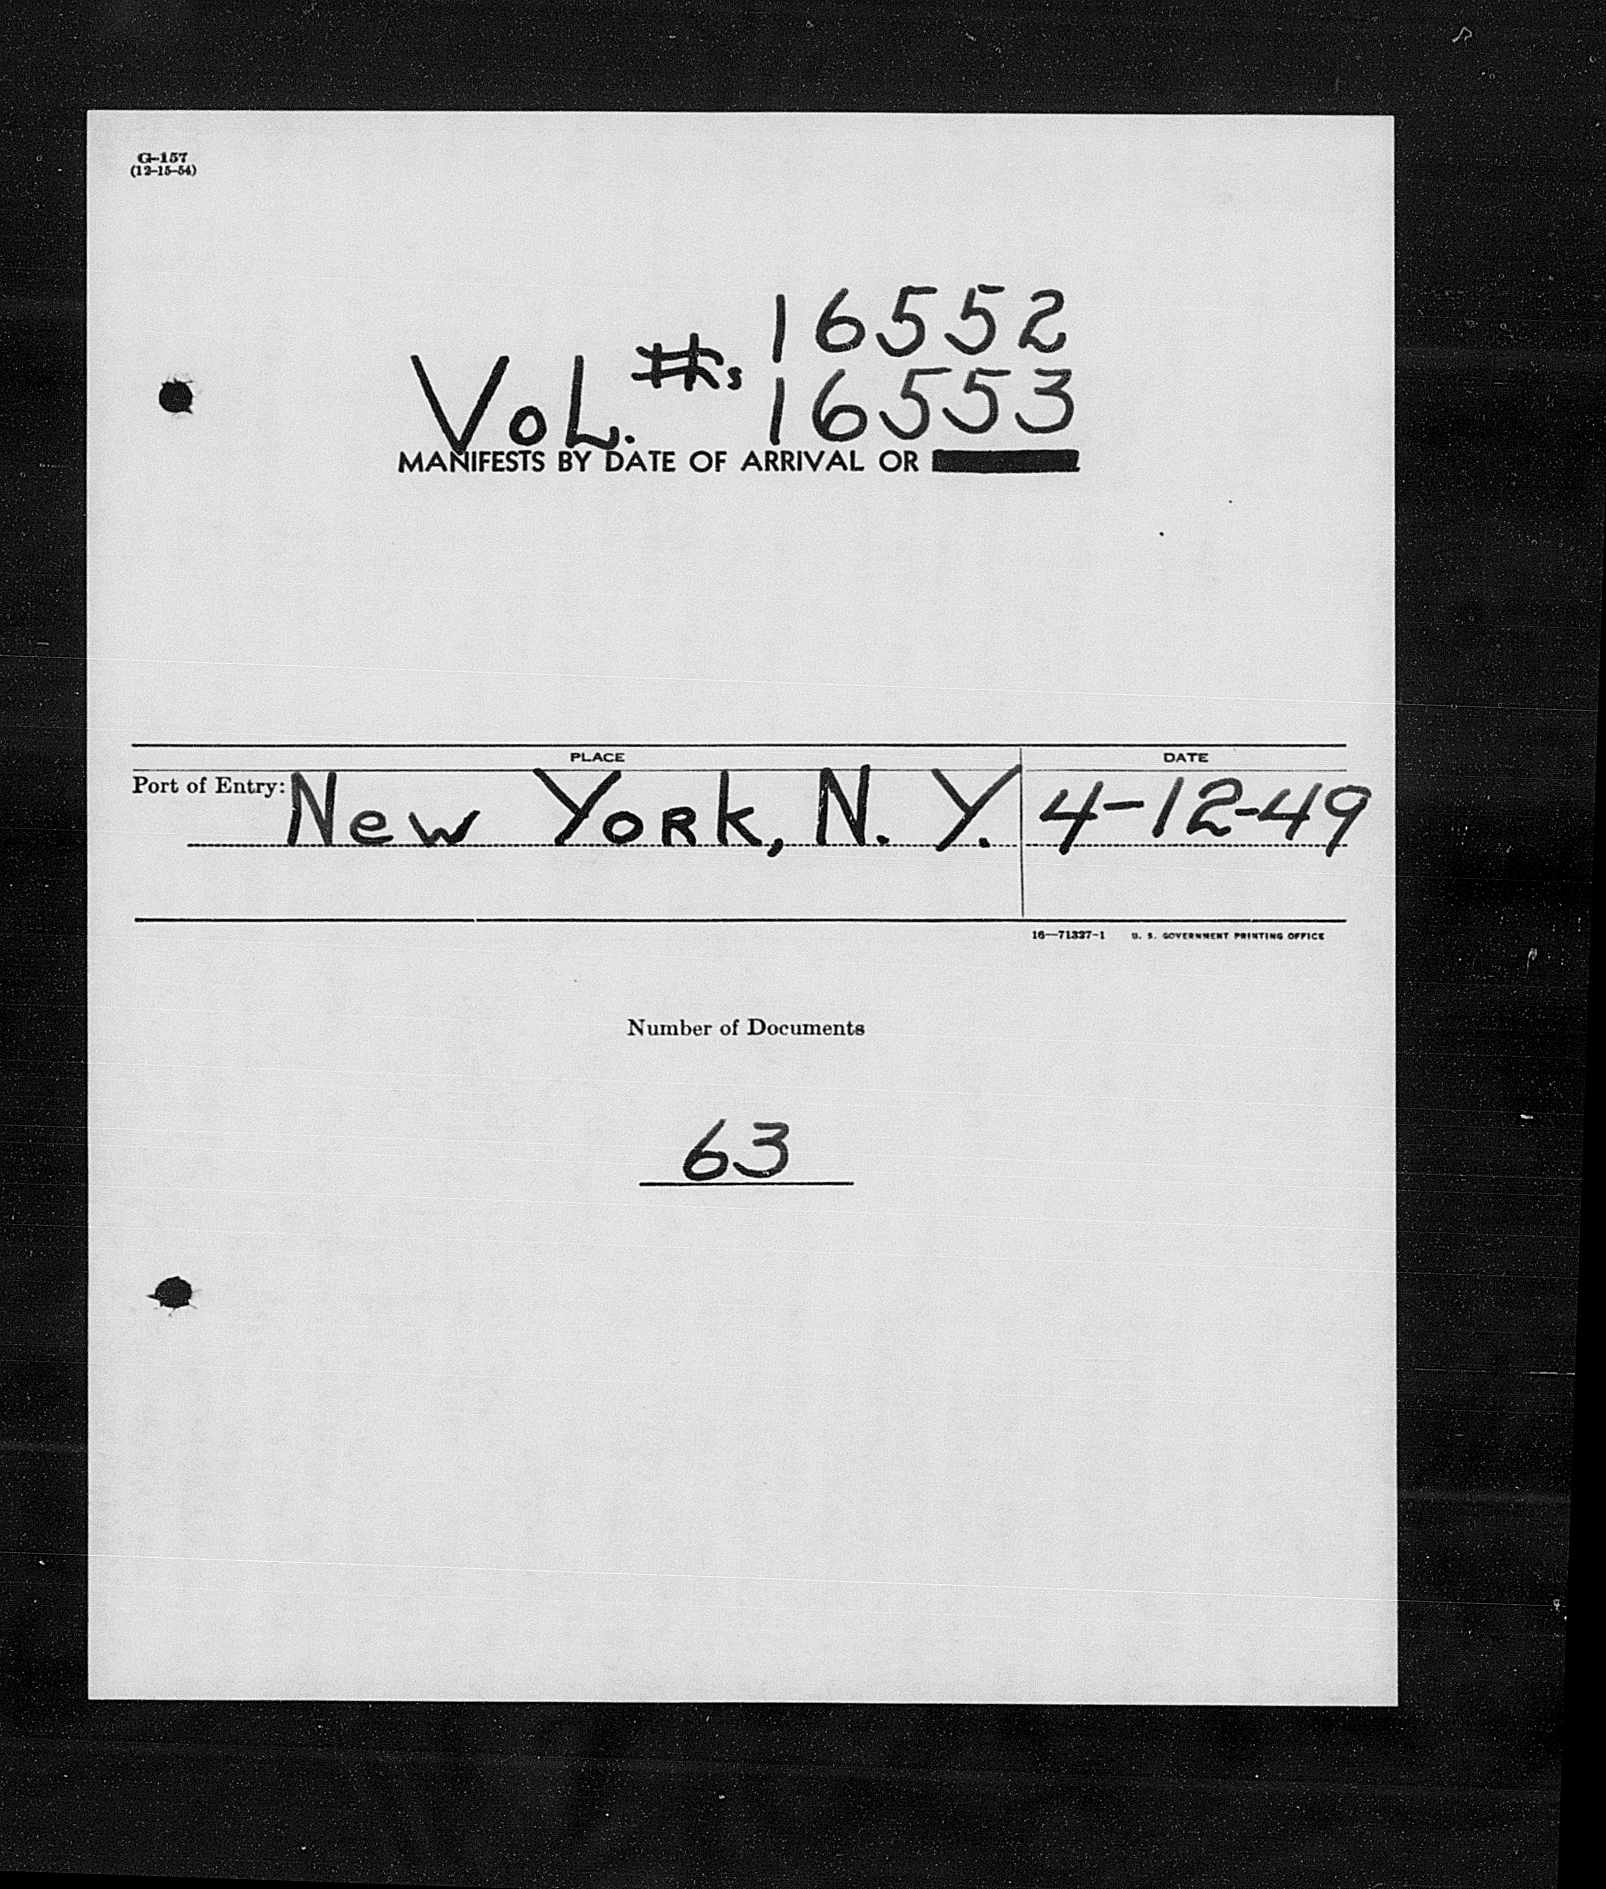 G-157
(12-15-54)
16552
VoL. #s 16553
MANIFESTS BY DATE OF ARRIVAL OR
PLACE DATE
Port of Entry: New York, N. Y. 4-12-49
16—71327-1 U. S. GOVERNMENT PRINTING OFFICE
Number of Documents
63